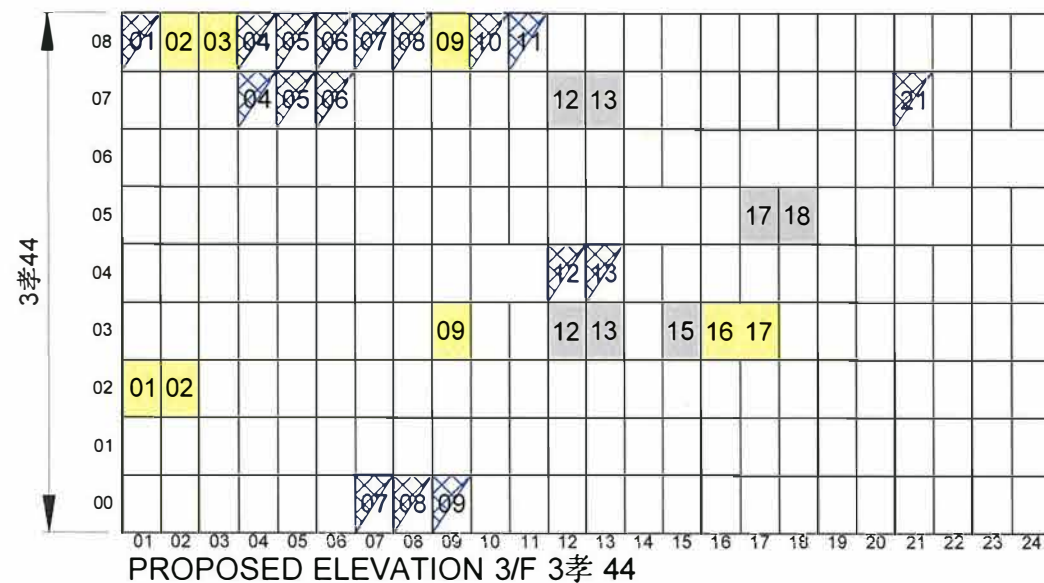 08 01 02 03 04 05 06 07 08 09 10 11
07 04 05 06 12 13 21
06
05 17 18
04 12 13
03 09 12 13 15 16 17
02 01 02
01
00 07 08 09
3孝44
01 02 03 04 05 06 07 08 09 10 11 12 13 14 15 16 17 18 19 20 21 22 23 24
PROPOSED ELEVATION 3/F 3孝 44